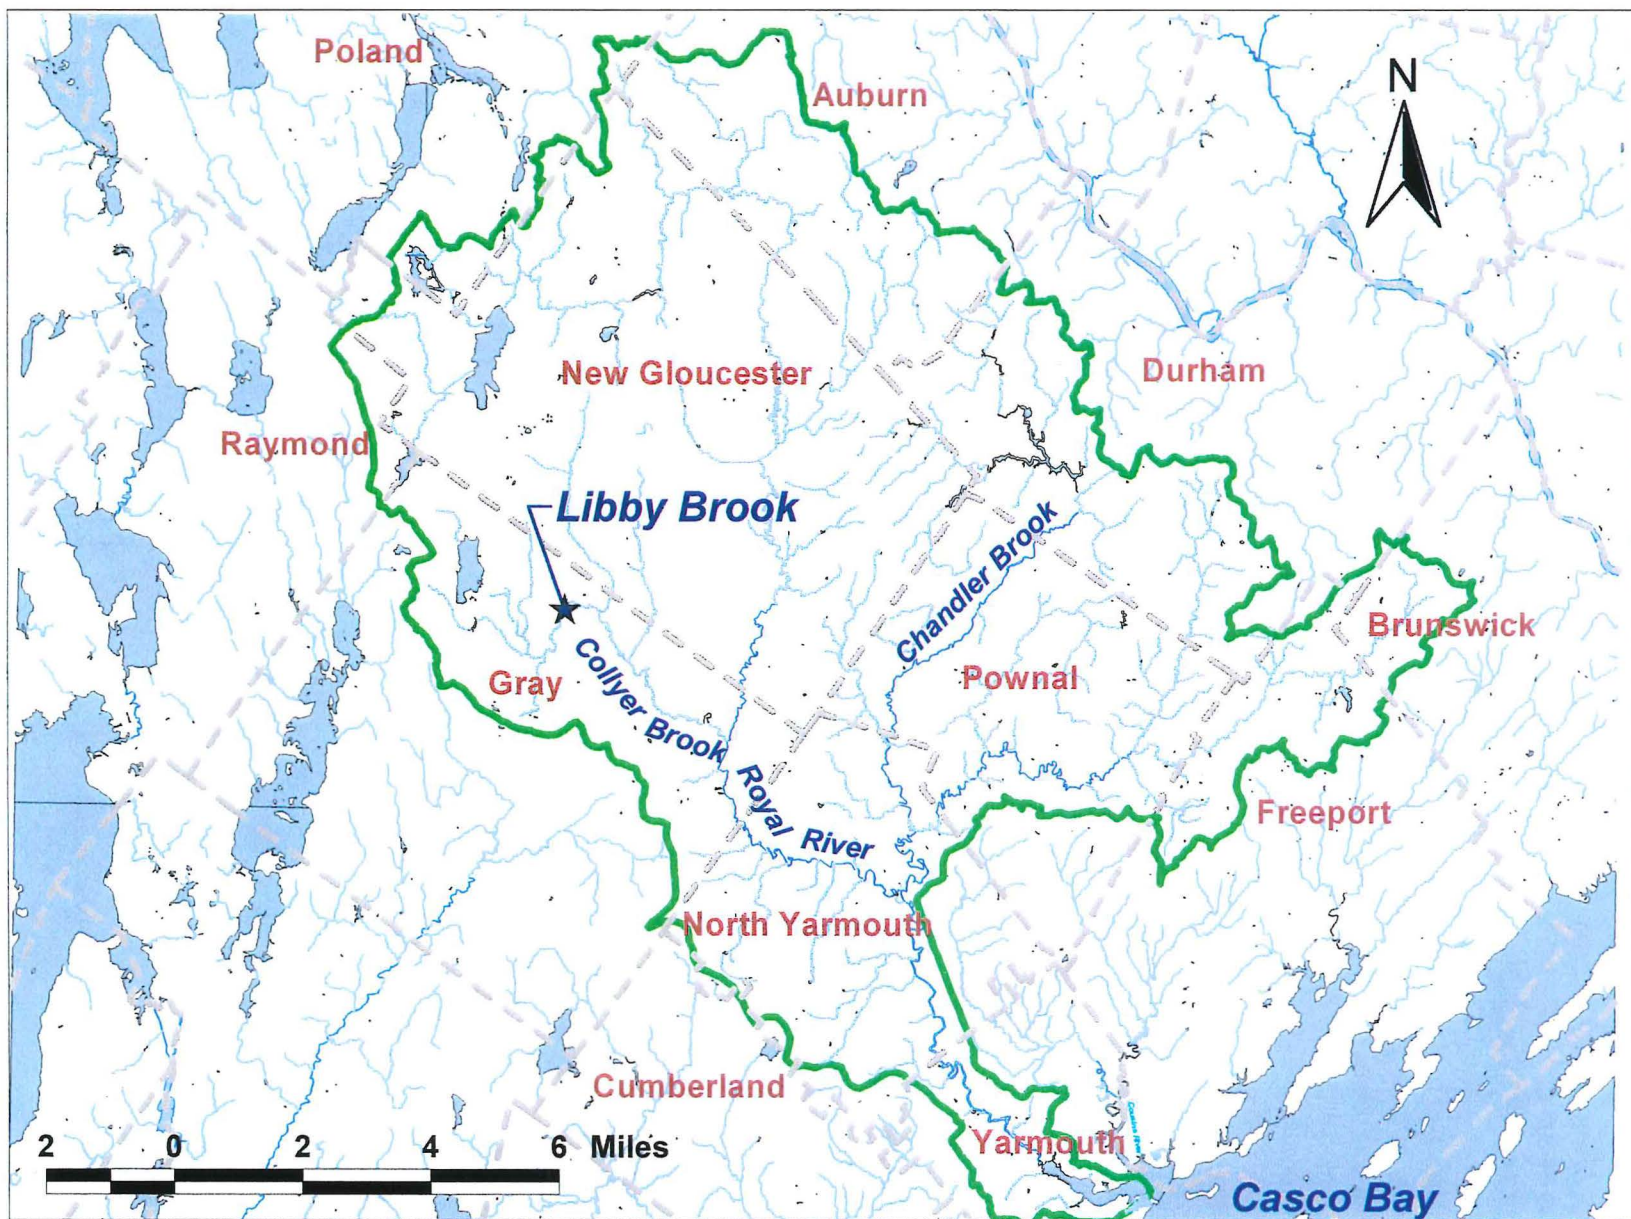 Poland
Auburn
N
New Gloucester
Durham
Raymond
Libby Brook
Chandler Brook
Brunswick
Gray
Collyer Brook
Pownal
Royal River
Freeport
North Yarmouth
Cumberland
Yarmouth
2 0 2 4 6 Miles
Casco Bay